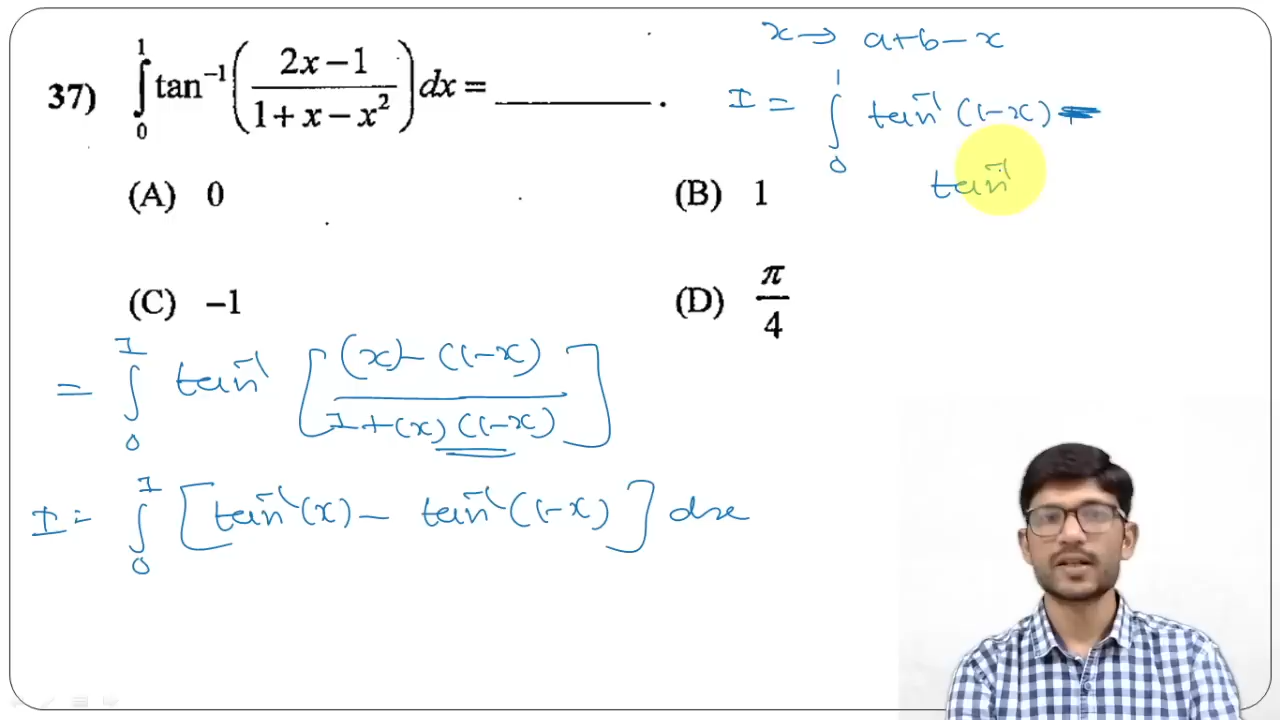 37) ∫₀¹ tan⁻¹((2x−1)/(1+x−x²)) dx = ________ .
(A) 0
(B) 1
(C) −1
(D) π/4
= ∫₀¹ tan⁻¹ [((x)−(1−x))/(1+(x)(1−x))]
I = ∫₀¹ [tan⁻¹(x) − tan⁻¹(1−x)] dx
x → a+b−x
I = ∫₀¹ tan⁻¹(1−x) −
tan⁻¹